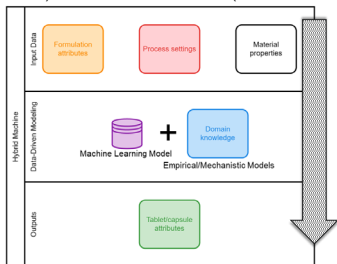 Hybrid Machine
Input Data
Formulation
attributes
Process settings
Material
properties
Data-Driven Modeling
Machine Learning Model
+
Domain
knowledge
Empirical/Mechanistic Models
Outputs
Tablet/capsule
attributes